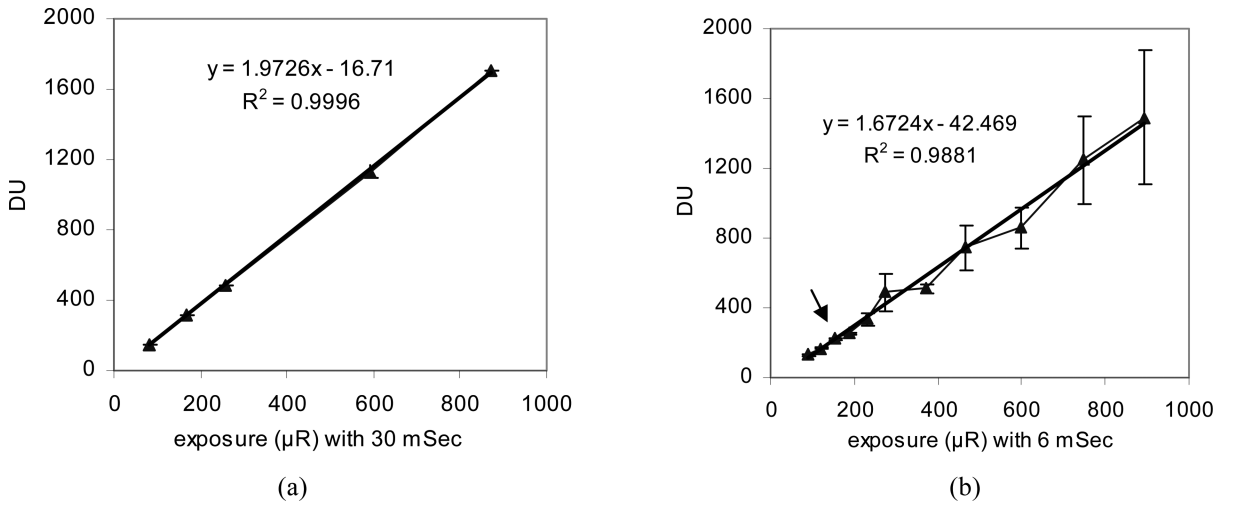 2000
1600
1200
800
400
0
DU
y = 1.9726x - 16.71
R² = 0.9996
0 200 400 600 800 1000
exposure (µR) with 30 mSec
(a)
2000
1600
1200
800
400
0
DU
y = 1.6724x - 42.469
R² = 0.9881
0 200 400 600 800 1000
exposure (µR) with 6 mSec
(b)